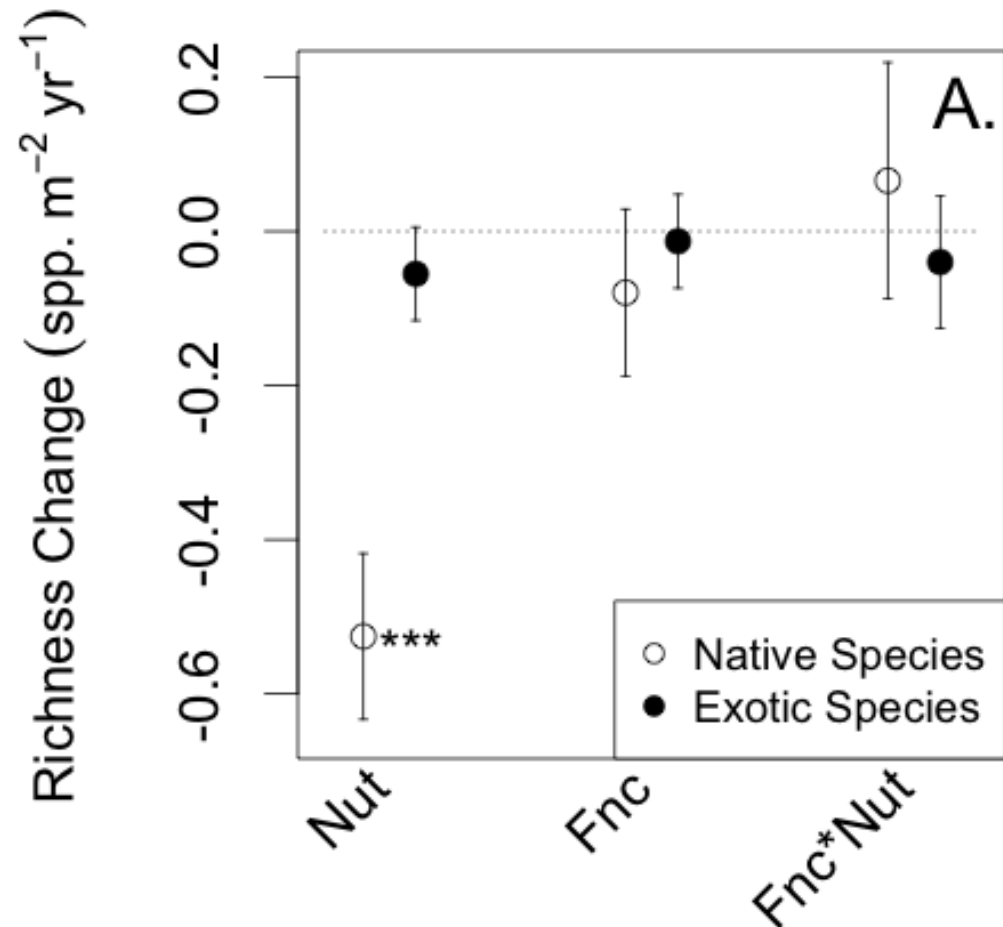 A.
Richness Change (spp. m⁻² yr⁻¹)
0.2
0.0
-0.2
-0.4
-0.6
***
Native Species
Exotic Species
Nut
Fnc
Fnc*Nut